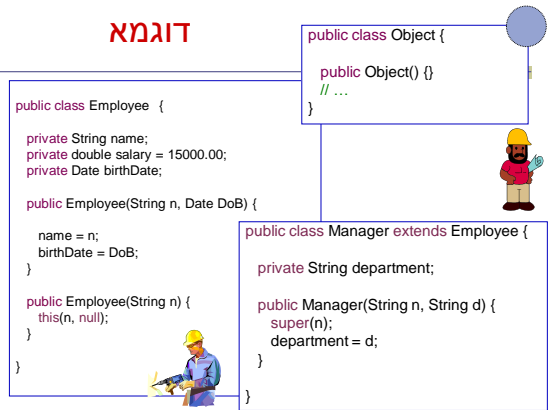 דוגמא
public class Object {
public Object() {}
// …
}
public class Employee {
private String name;
private double salary = 15000.00;
private Date birthDate;
public Employee(String n, Date DoB) {
name = n;
birthDate = DoB;
}
public Employee(String n) {
this(n, null);
}
}
public class Manager extends Employee {
private String department;
public Manager(String n, String d) {
super(n);
department = d;
}
}